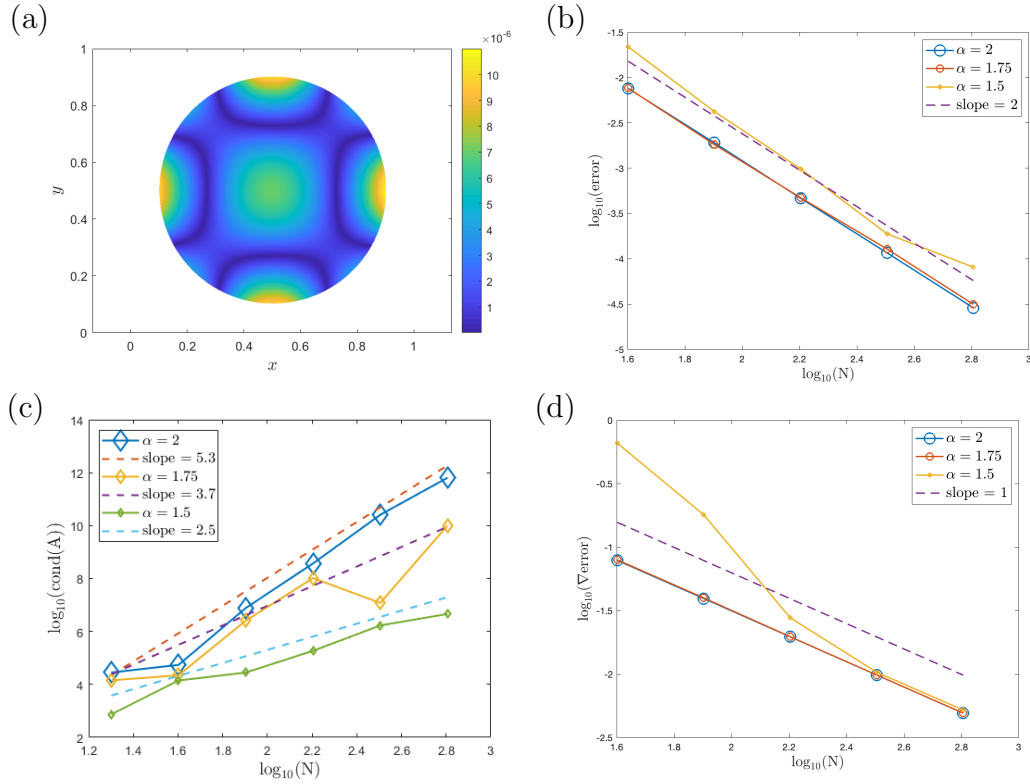 (a)
×10^-6
1
0.8
0.6
0.4
0.2
0
y
0
0.2
0.4
0.6
0.8
1
x
10
9
8
7
6
5
4
3
2
1
(b)
-1.5
-2
-2.5
-3
-3.5
-4
-4.5
-5
log10(error)
1.6
1.8
2
2.2
2.4
2.6
2.8
3
log10(N)
α = 2
α = 1.75
α = 1.5
slope = 2
(c)
14
12
10
8
6
4
2
log10(cond(A))
1.2
1.4
1.6
1.8
2
2.2
2.4
2.6
2.8
3
log10(N)
α = 2
slope = 5.3
α = 1.75
slope = 3.7
α = 1.5
slope = 2.5
(d)
0
-0.5
-1
-1.5
-2
-2.5
log10(∇error)
1.6
1.8
2
2.2
2.4
2.6
2.8
3
log10(N)
α = 2
α = 1.75
α = 1.5
slope = 1